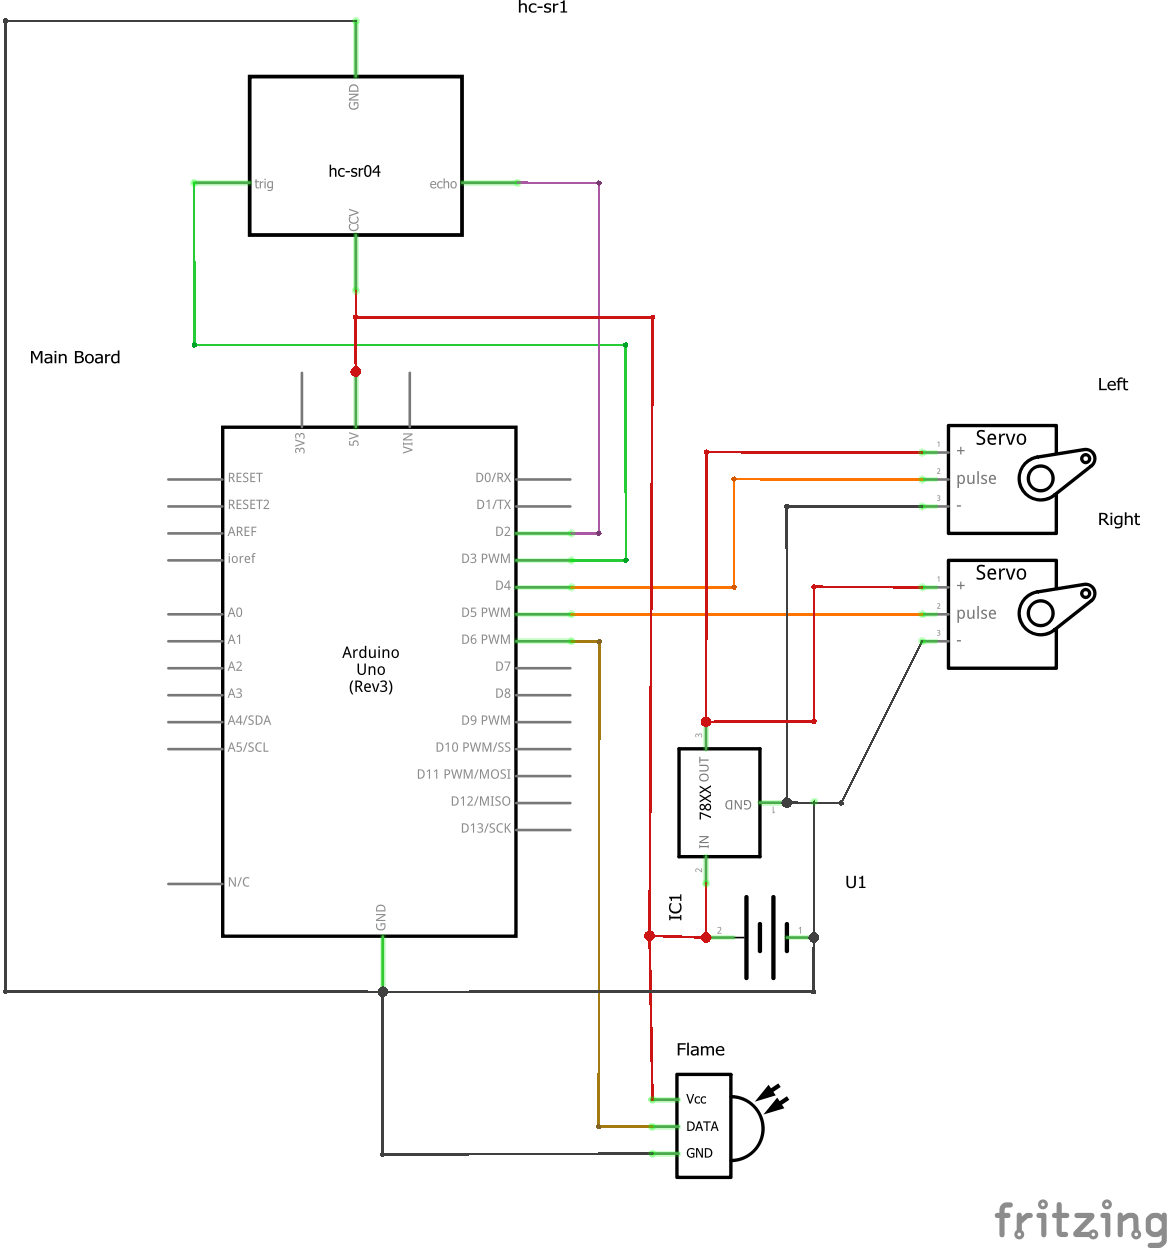 hc-sr1
GND
hc-sr04
trig
echo
CCV
Main Board
3V3
5V
VIN
RESET
RESET2
AREF
ioref
A0
A1
A2
A3
A4/SDA
A5/SCL
N/C
D0/RX
D1/TX
D2
D3 PWM
D4
D5 PWM
D6 PWM
D7
D8
D9 PWM
D10 PWM/SS
D11 PWM/MOSI
D12/MISO
D13/SCK
Arduino
Uno
(Rev3)
GND
Left
Servo
1
+
2
pulse
3
-
Right
Servo
1
+
2
pulse
3
-
3
OUT
78XX
GND
1
IN
2
IC1
U1
2
1
Flame
Vcc
DATA
GND
fritzing